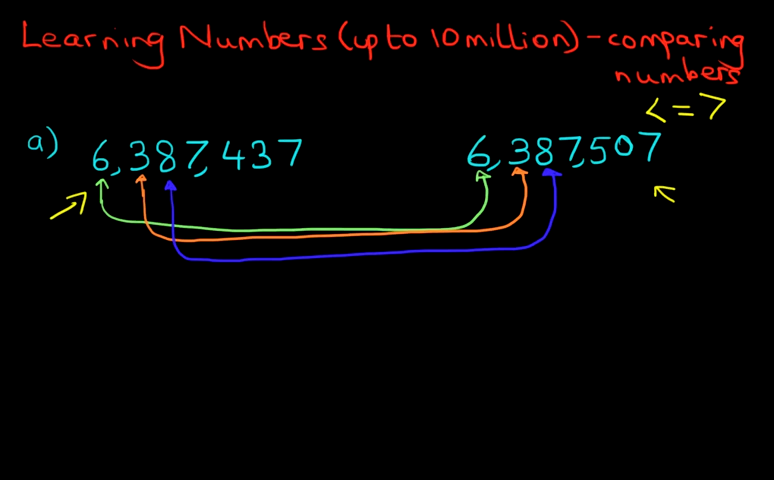 Learning Numbers (up to 10 million) - comparing
numbers
< = >
a) 6,387,437 6,387,507